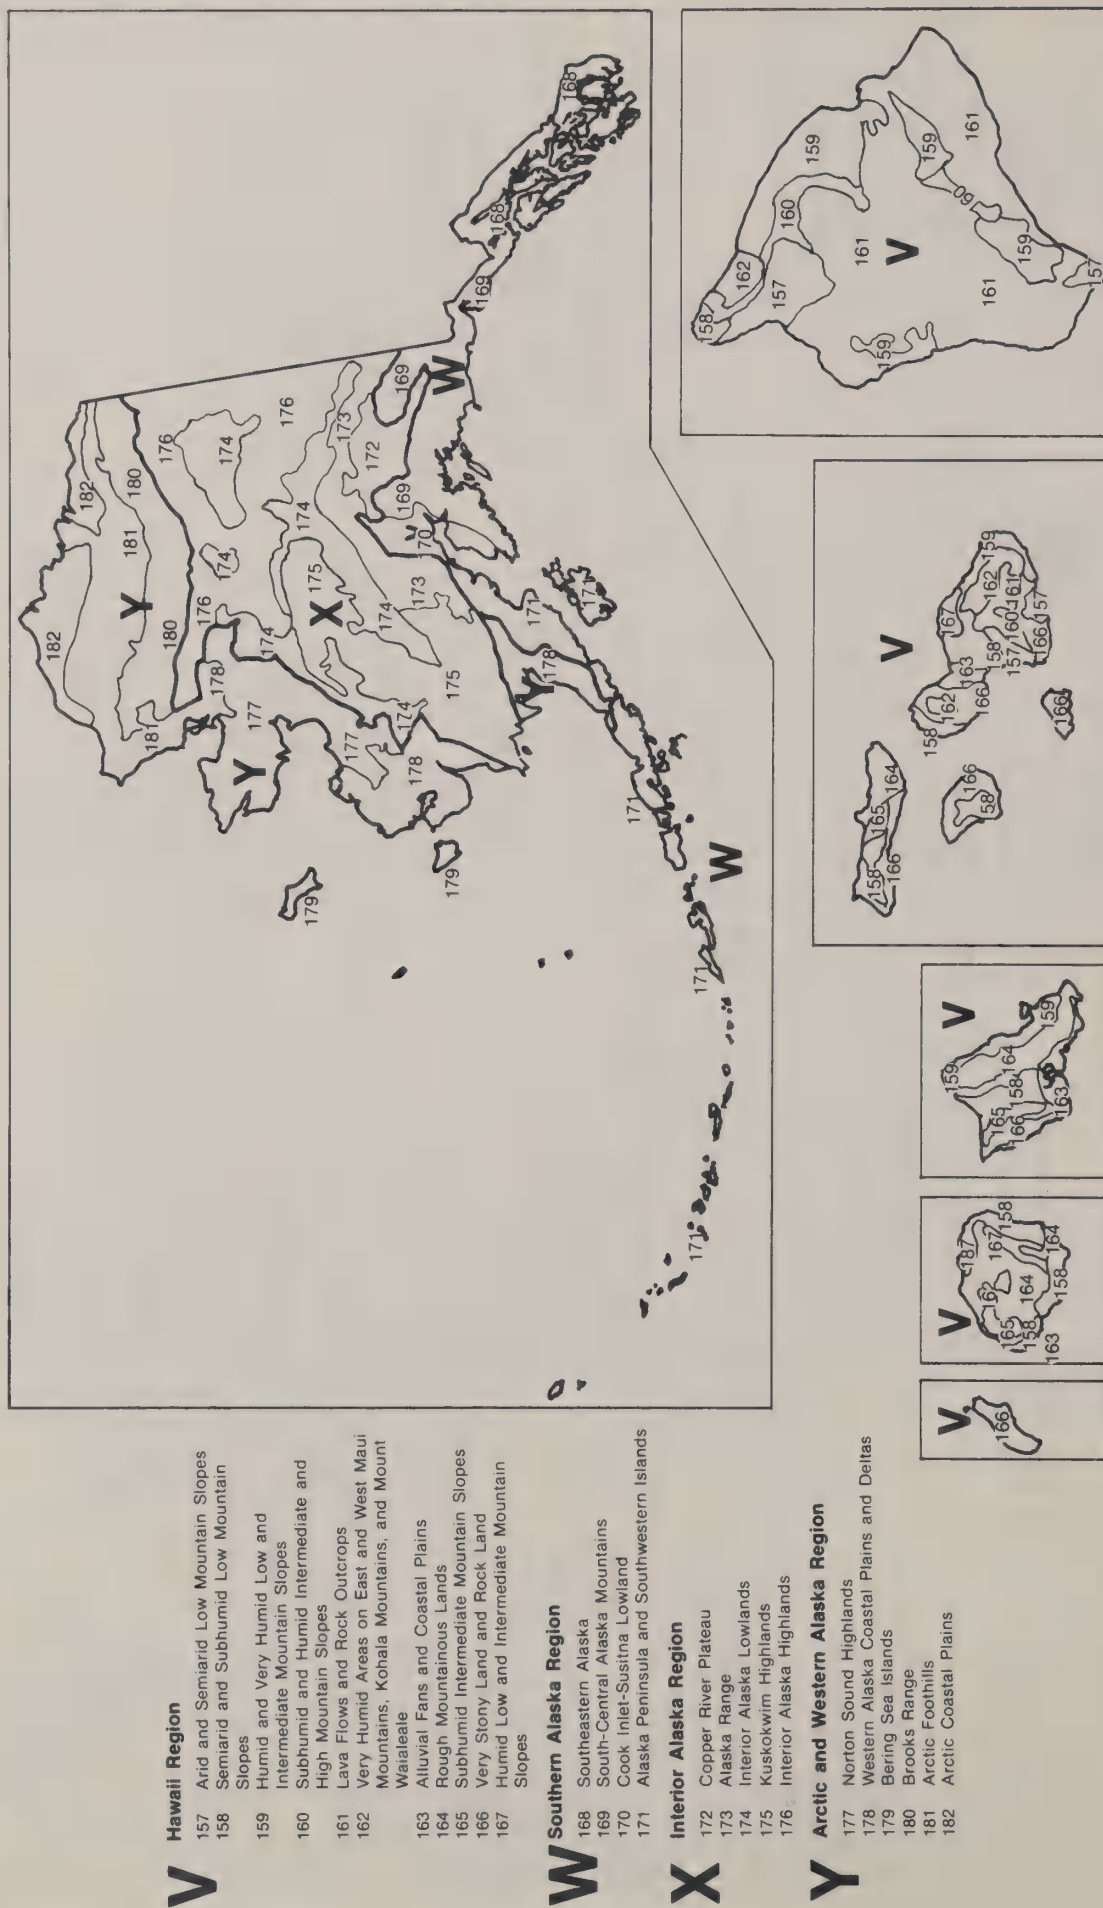 V Hawaii Region
157 Arid and Semiarid Low Mountain Slopes
158 Semiarid and Subhumid Low Mountain
Slopes
159 Humid and Very Humid Low and
Intermediate Mountain Slopes
160 Subhumid and Humid Intermediate and
High Mountain Slopes
161 Lava Flows and Rock Outcrops
162 Very Humid Areas on East and West Maui
Mountains, Kohala Mountains, and Mount
Waialeale
163 Alluvial Fans and Coastal Plains
164 Rough Mountainous Lands
165 Subhumid Intermediate Mountain Slopes
166 Very Stony Land and Rock Land
167 Humid Low and Intermediate Mountain
Slopes
W Southern Alaska Region
168 Southeastern Alaska
169 South-Central Alaska Mountains
170 Cook Inlet-Susitna Lowland
171 Alaska Peninsula and Southwestern Islands
X Interior Alaska Region
172 Copper River Plateau
173 Alaska Range
174 Interior Alaska Lowlands
175 Kuskokwim Highlands
176 Interior Alaska Highlands
Y Arctic and Western Alaska Region
177 Norton Sound Highlands
178 Western Alaska Coastal Plains and Deltas
179 Bering Sea Islands
180 Brooks Range
181 Arctic Foothills
182 Arctic Coastal Plains
182
182
181
181
180
180
Y
176
176
176
174
174
174
174
174
174
175
175
X
173
173
172
178
177
Y
177
178
179
179
169
169
169
W
168
168
170
171
171
178
Y
171
W
171
171
V
166
V
187
162
167
158
165
158
164
164
158
163
V
159
165
166
158
164
159
163
V
158
165
164
166
166
58
158
162
163
166
167
159
162
161
158
160
157
157
166
166
158
162
159
160
157
161
V
159
159
60
161
161
159
157